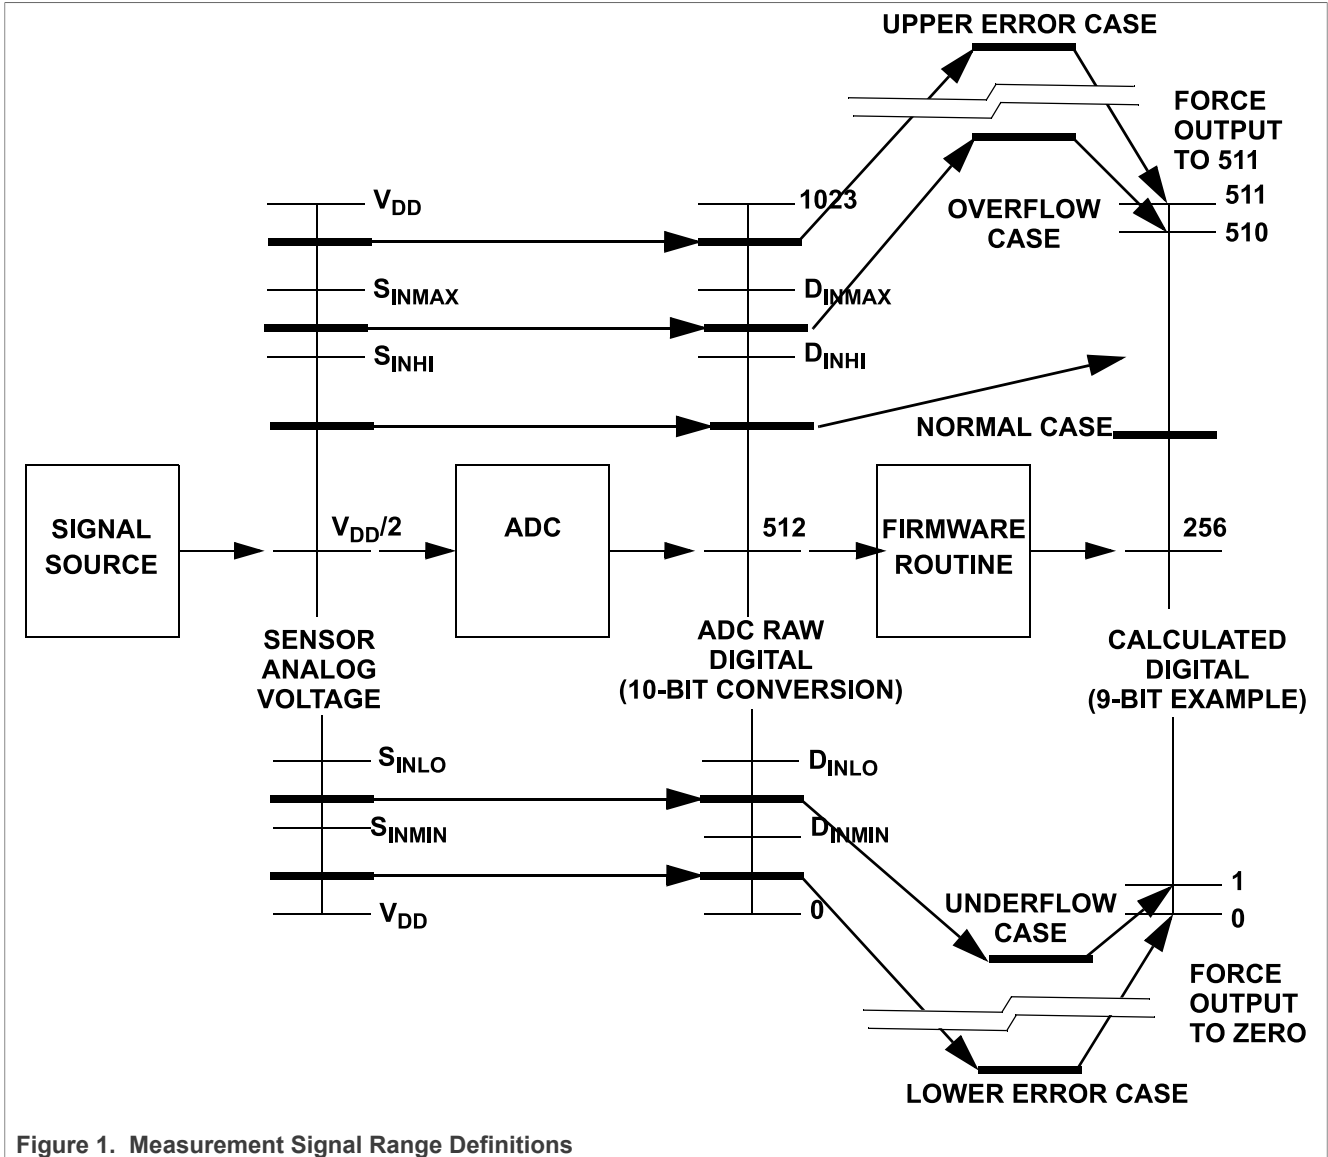 UPPER ERROR CASE
FORCE
OUTPUT
TO 511
VDD
1023
511
OVERFLOW
CASE
510
SINMAX
DINMAX
SINHI
DINHI
NORMAL CASE
SIGNAL
SOURCE
VDD/2
ADC
512
FIRMWARE
ROUTINE
256
SENSOR
ANALOG
VOLTAGE
ADC RAW
DIGITAL
(10-BIT CONVERSION)
CALCULATED
DIGITAL
(9-BIT EXAMPLE)
SINLO
DINLO
SINMIN
DINMIN
VDD
0
UNDERFLOW
CASE
1
0
FORCE
OUTPUT
TO ZERO
LOWER ERROR CASE
Figure 1. Measurement Signal Range Definitions